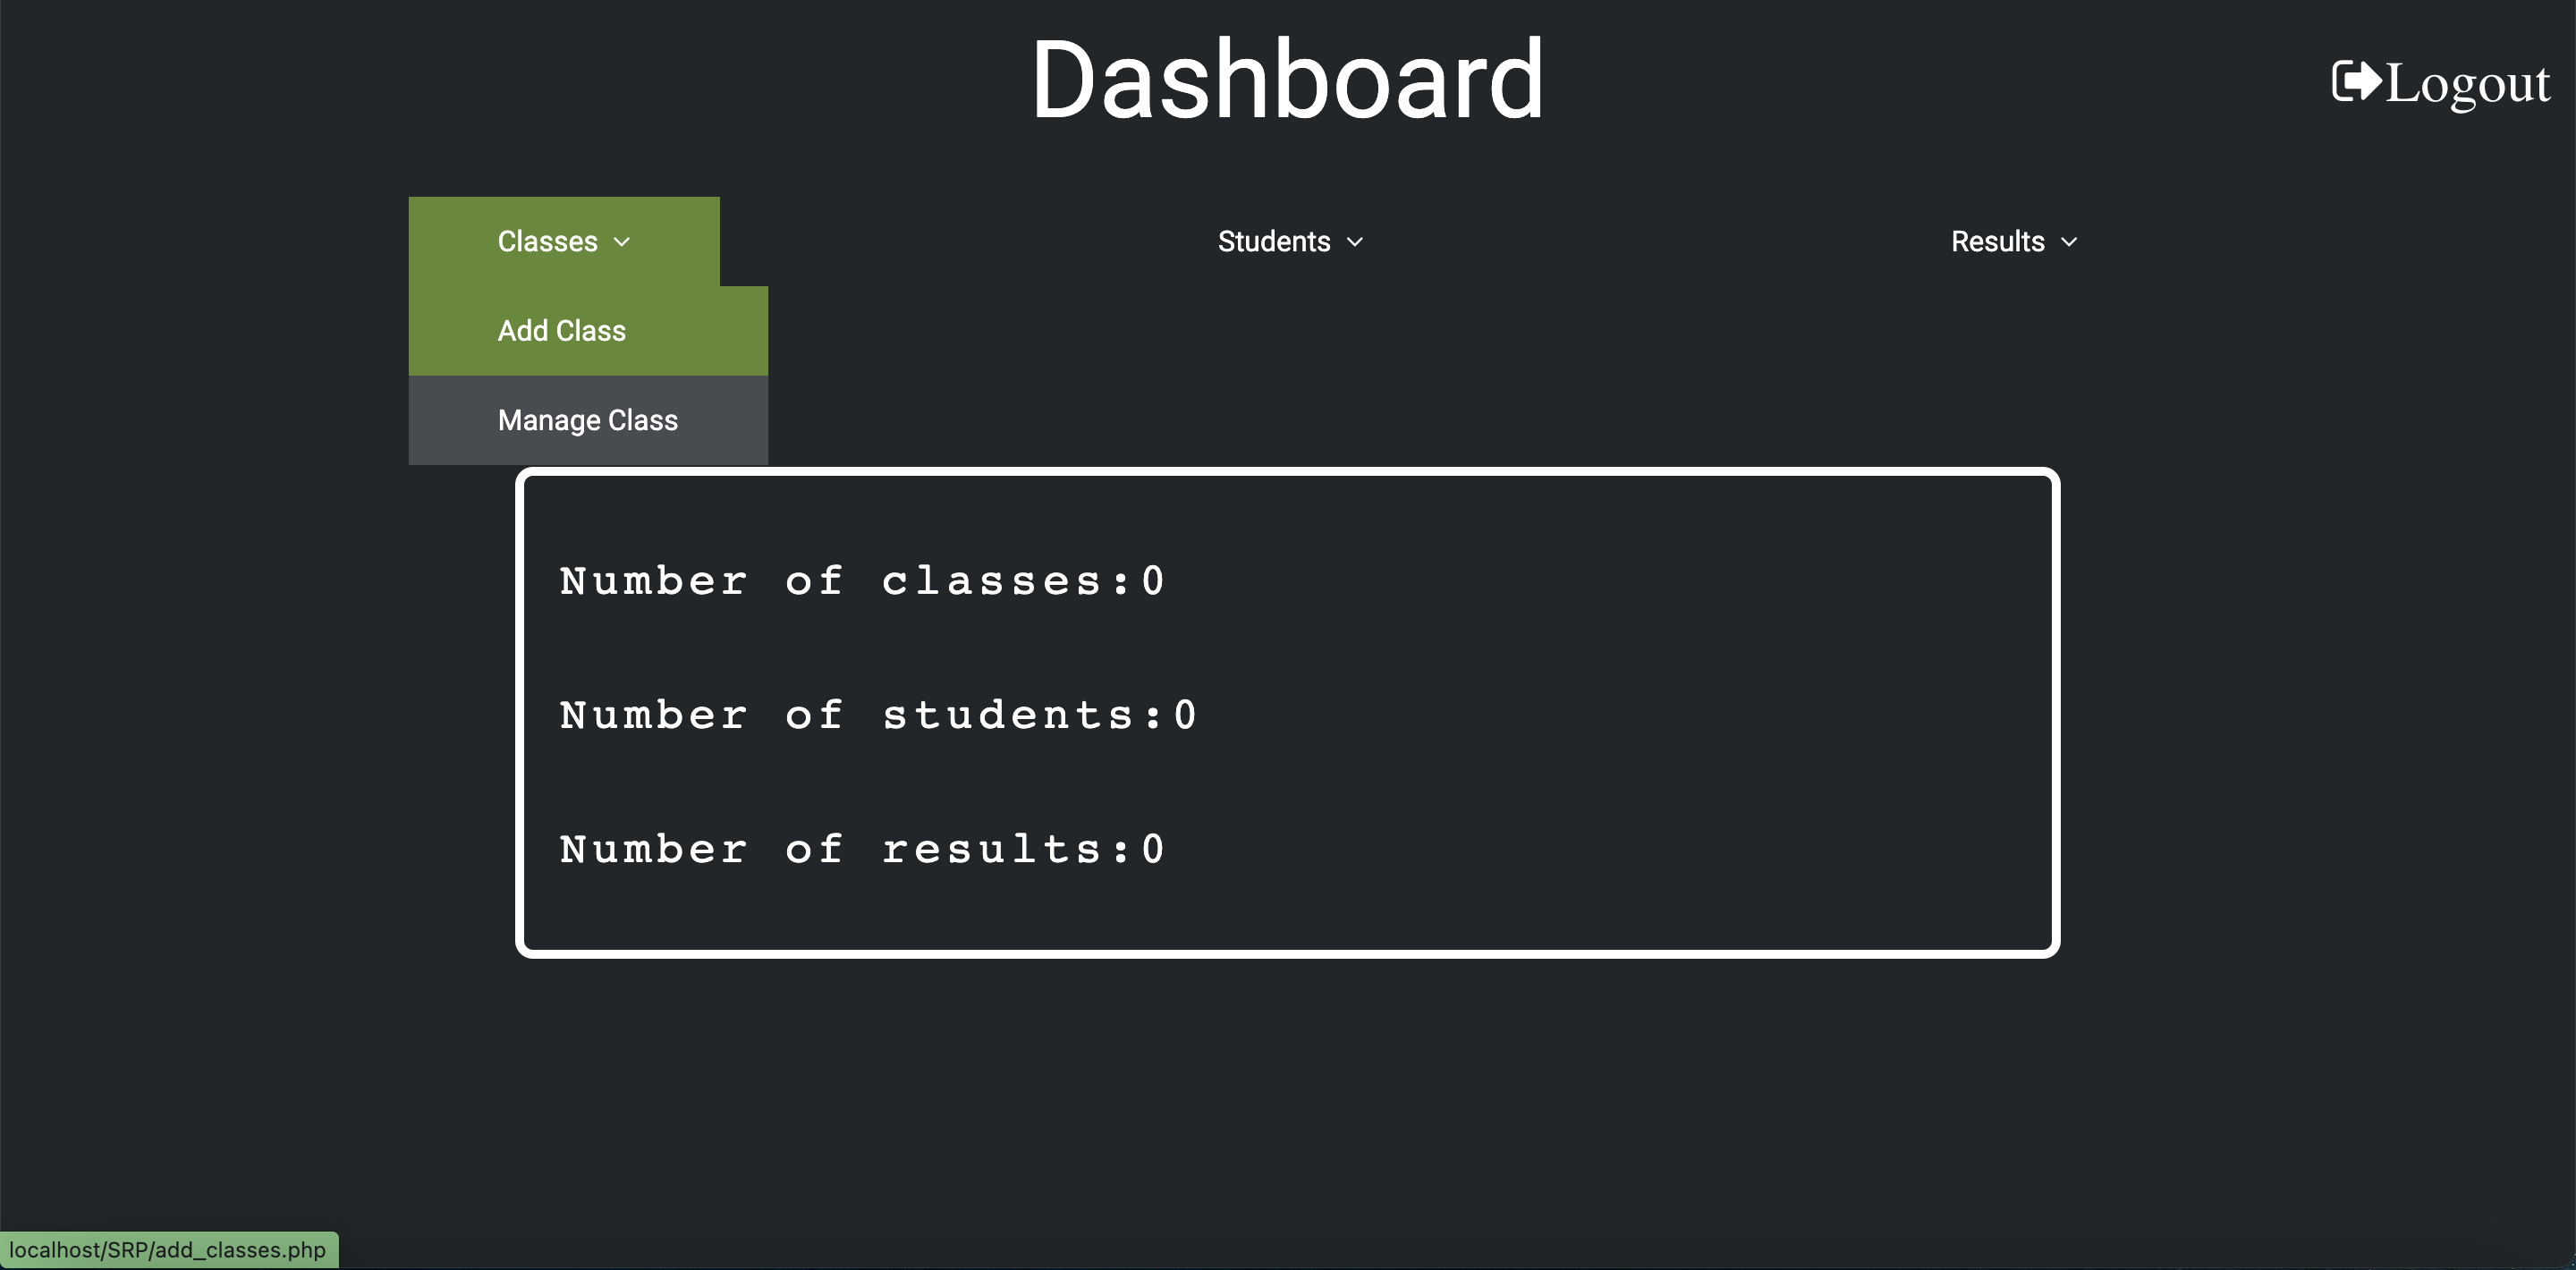 Dashboard
Logout
Classes
Students
Results
Add Class
Manage Class
Number of classes:0
Number of students:0
Number of results:0
localhost/SRP/add_classes.php